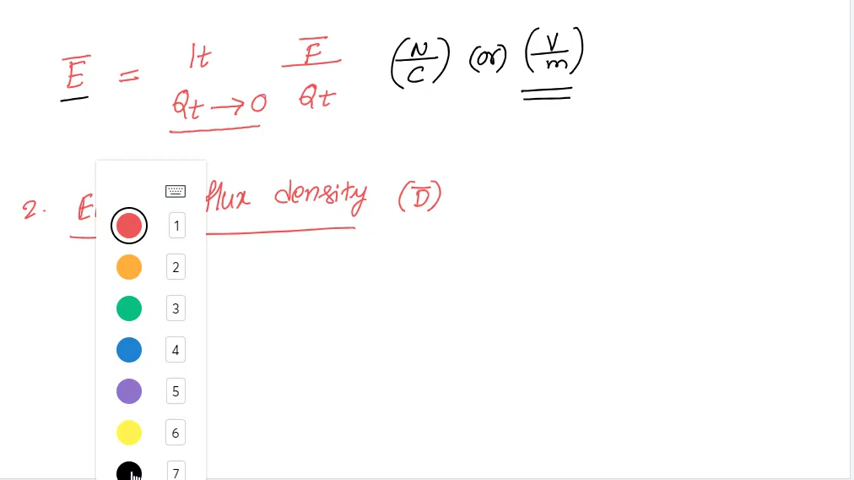 E̅ = lt F̅ (N/C) (or) (V/m)
Qt → 0 Qt
2. flux density (D̅)
1
2
3
4
5
6
7